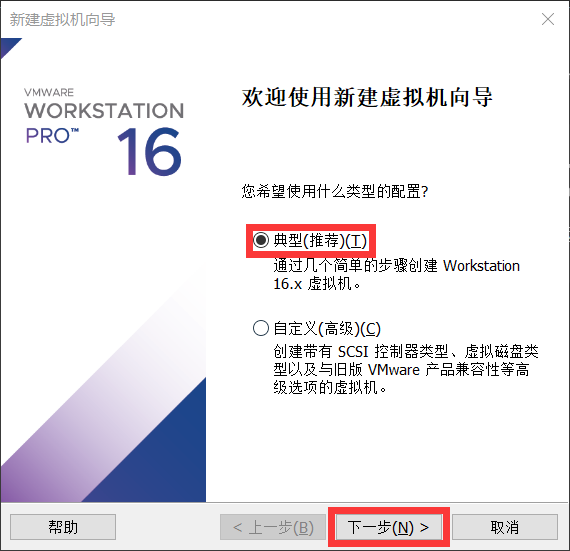 新建虚拟机向导
VMWARE
WORKSTATION
PRO™ 16
欢迎使用新建虚拟机向导
您希望使用什么类型的配置?
典型(推荐)(T)
通过几个简单的步骤创建 Workstation
16.x 虚拟机。
自定义(高级)(C)
创建带有 SCSI 控制器类型、虚拟磁盘类
型以及与旧版 VMware 产品兼容性等高
级选项的虚拟机。
帮助
< 上一步(B)
下一步(N) >
取消